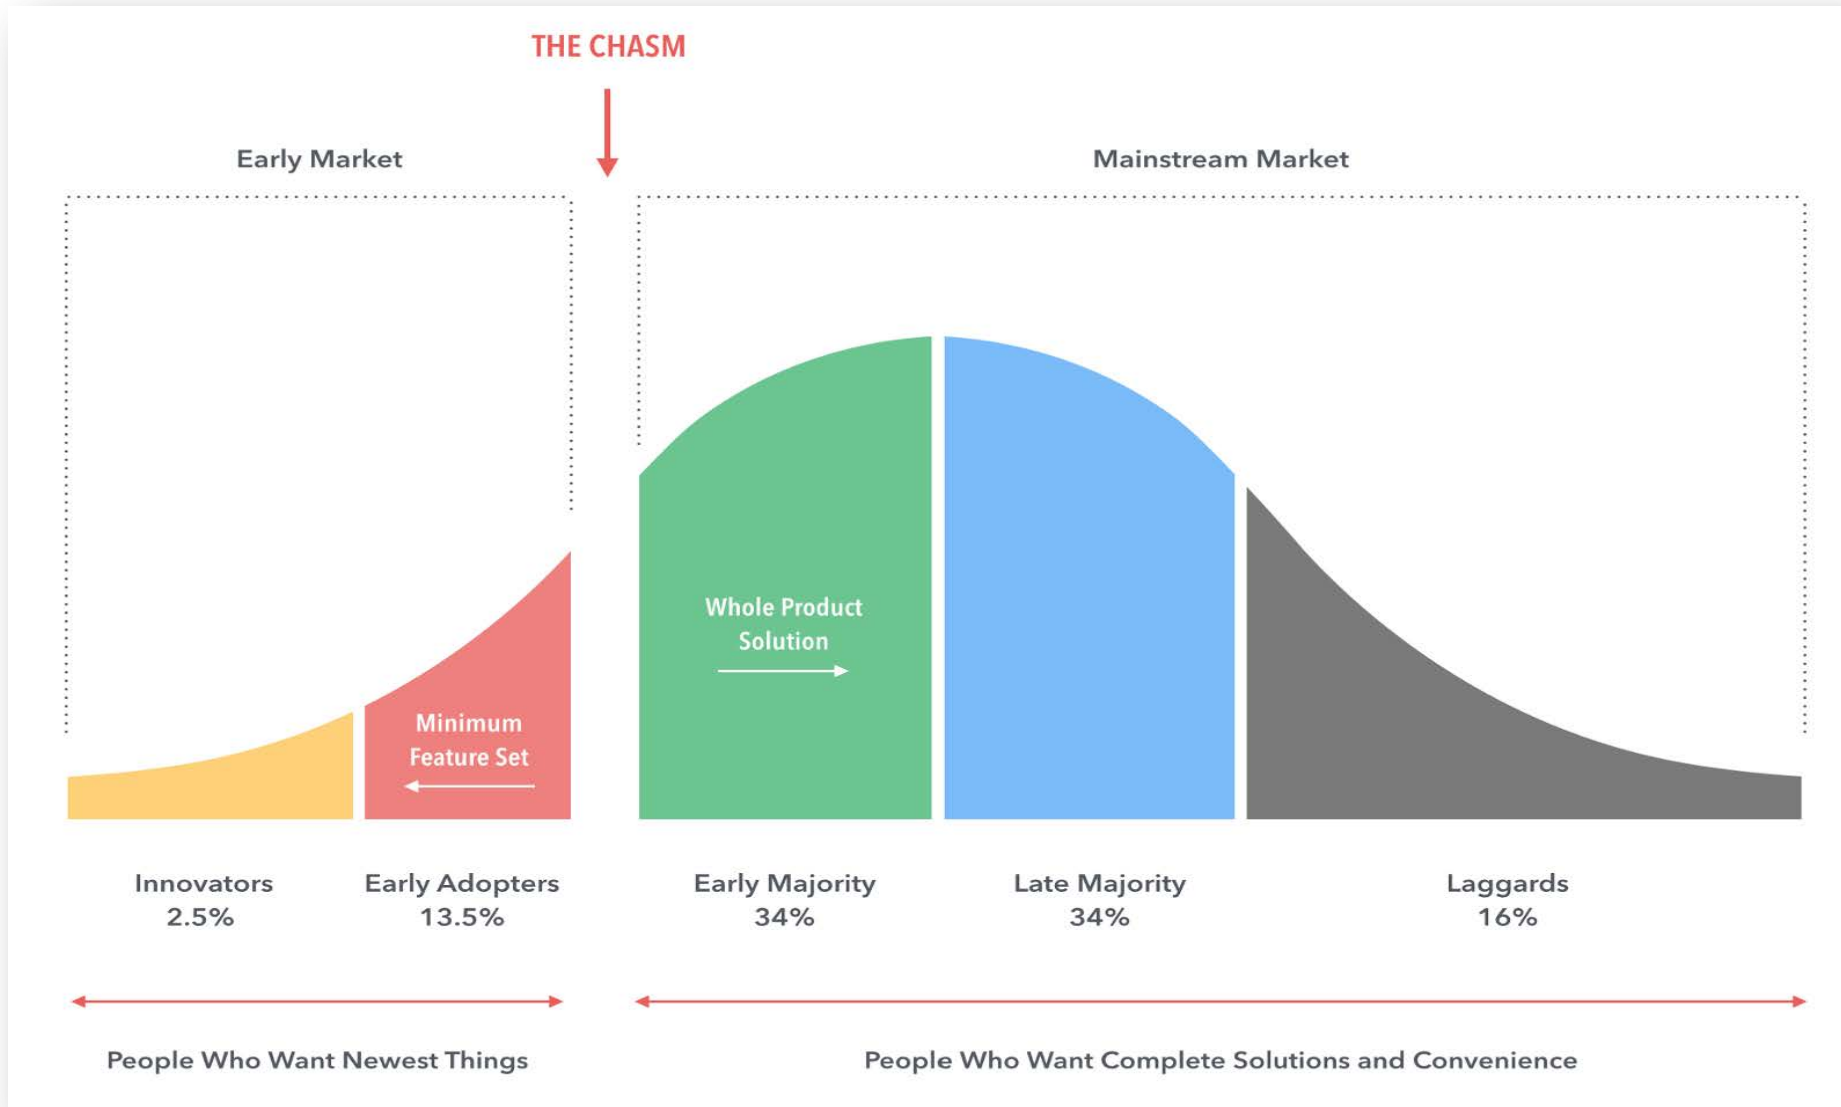 THE CHASM
Early Market
Mainstream Market
Whole Product
Solution
Minimum
Feature Set
Innovators
2.5%
Early Adopters
13.5%
Early Majority
34%
Late Majority
34%
Laggards
16%
People Who Want Newest Things
People Who Want Complete Solutions and Convenience